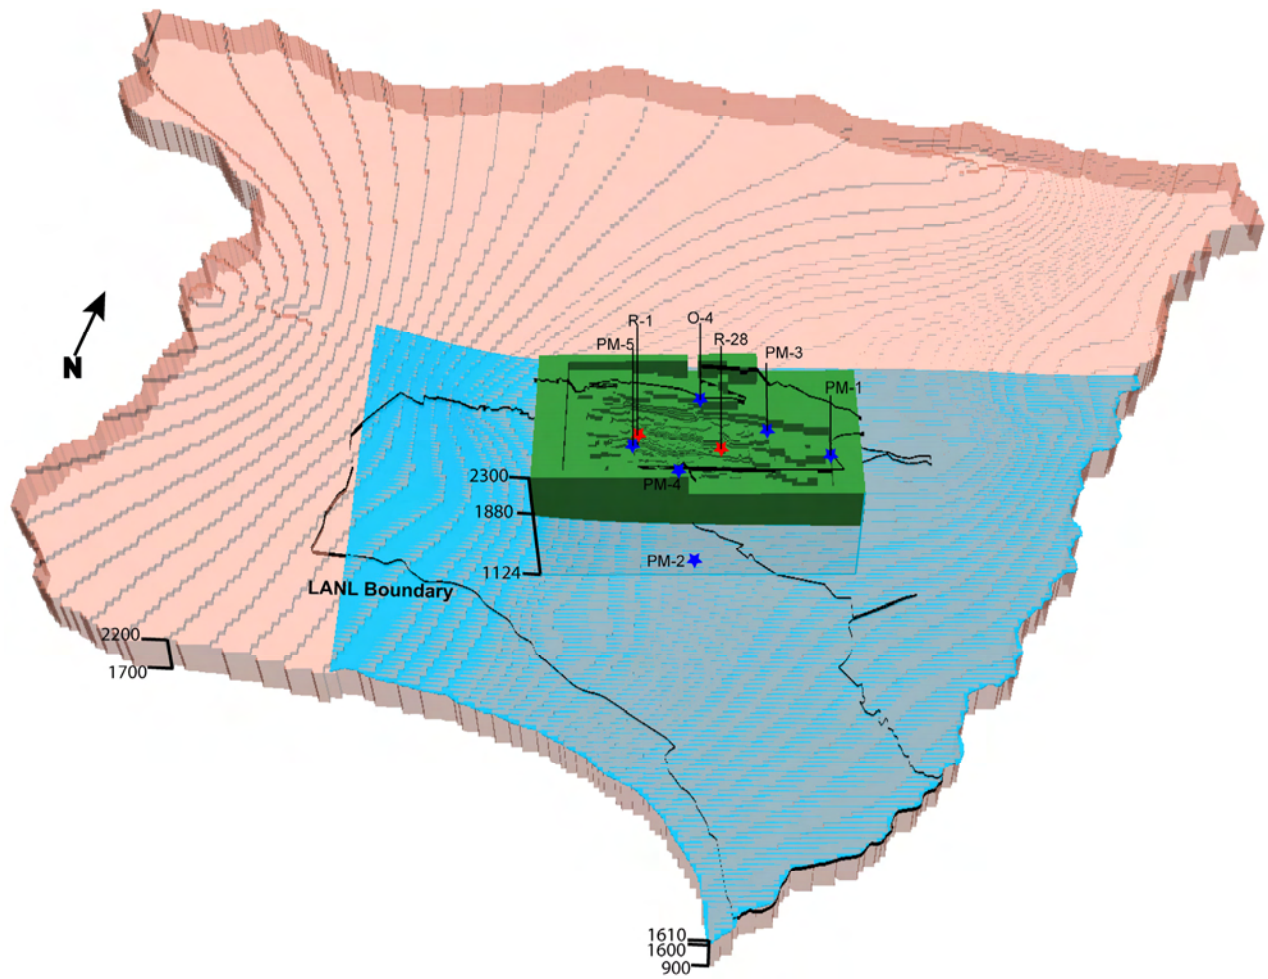 R-1
O-4
PM-5
R-28
PM-3
PM-1
N
2300
PM-4
1880
PM-2
1124
LANL Boundary
2200
1700
1610
1600
900